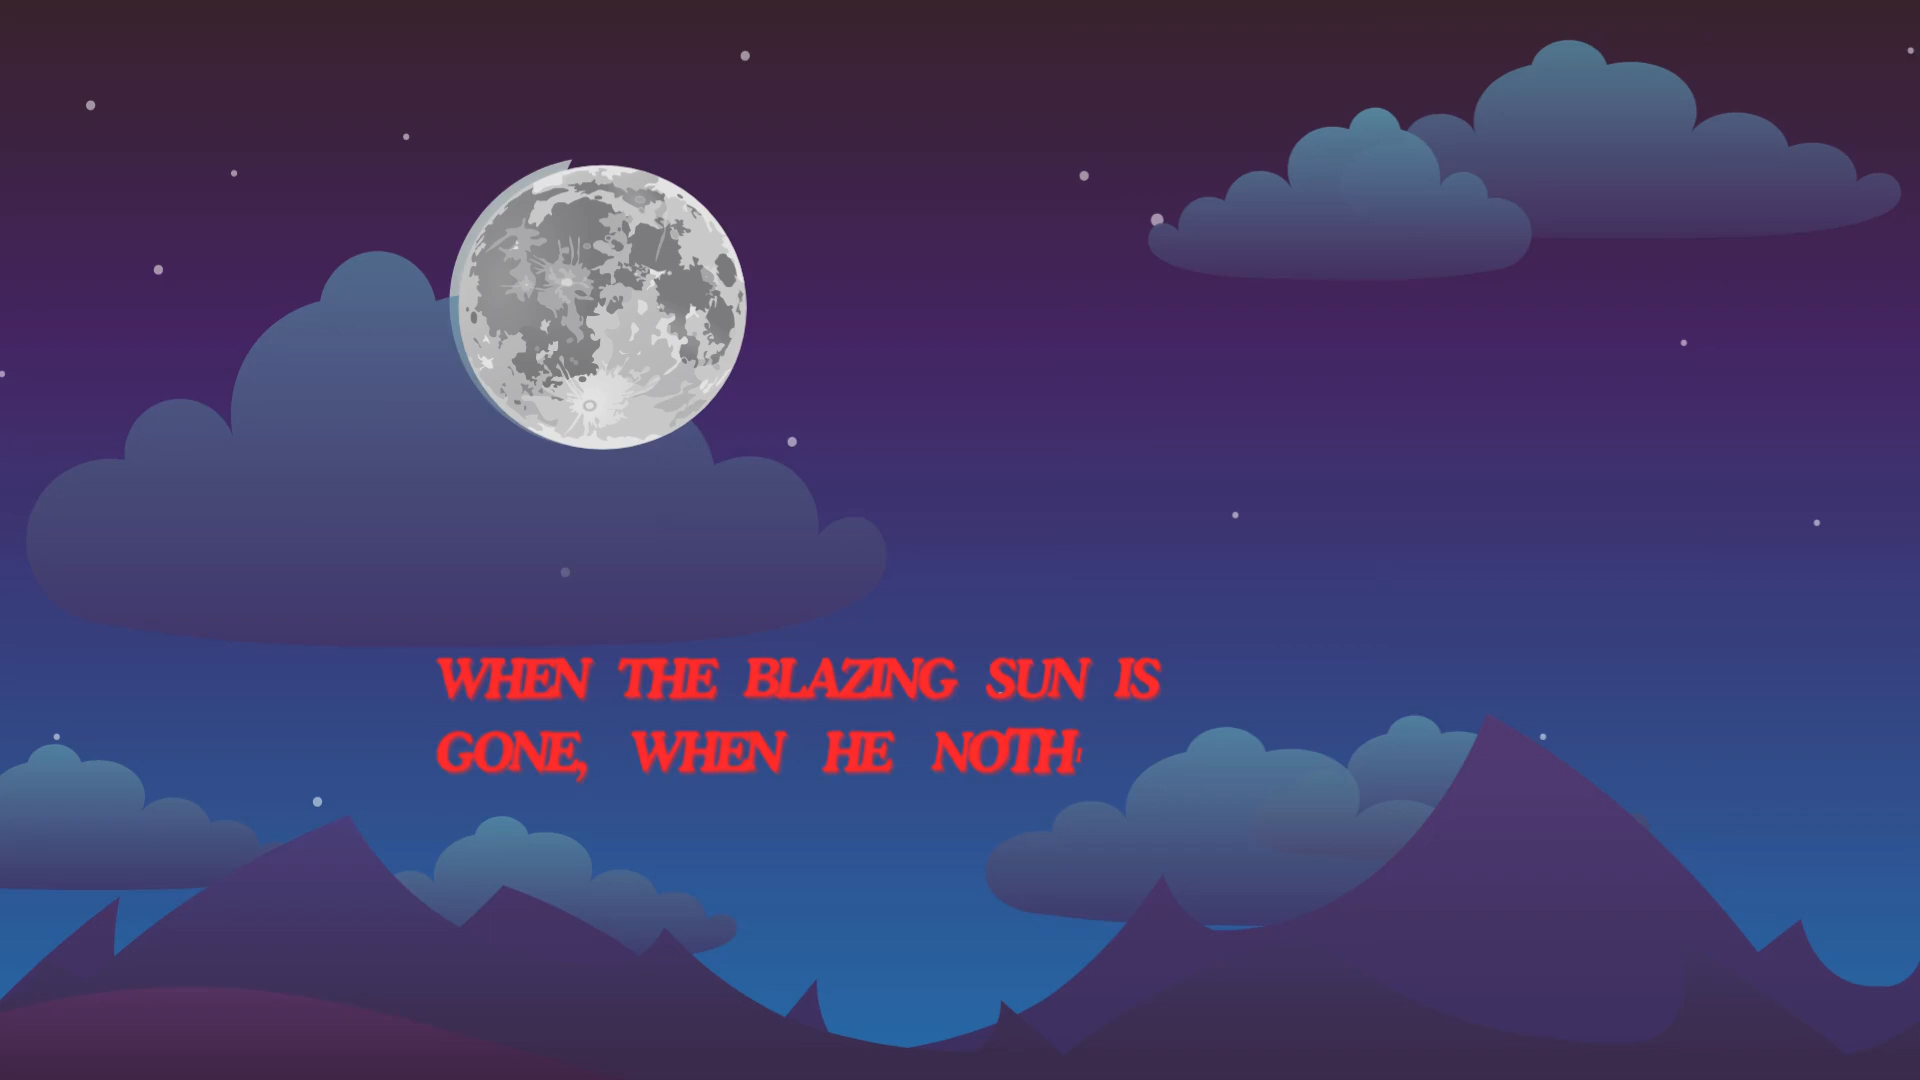 WHEN THE BLAZING SUN IS
GONE, WHEN HE NOTH